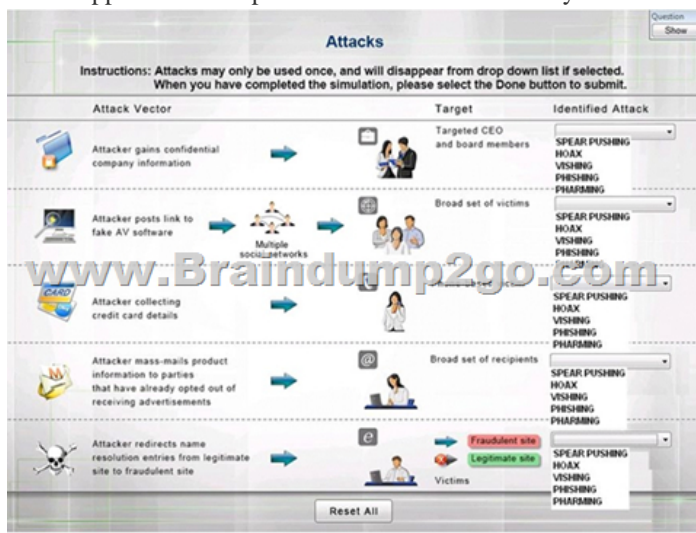 Question
Show
Attacks
Instructions: Attacks may only be used once, and will disappear from drop down list if selected.
When you have completed the simulation, please select the Done button to submit.
Attack Vector Target Identified Attack
Attacker gains confidential
company information
Targeted CEO
and board members
SPEAR PUSHING
HOAX
VISHING
PHISHING
PHARMING
Attacker posts link to
fake AV software
Multiple
social networks
Broad set of victims
SPEAR PUSHING
HOAX
VISHING
PHISHING
www.Braindump2go.com
CARD
Attacker collecting
credit card details
SPEAR PUSHING
HOAX
VISHING
PHISHING
PHARMING
Attacker mass-mails product
information to parties
that have already opted out of
receiving advertisements
@
Broad set of recipients
SPEAR PUSHING
HOAX
VISHING
PHISHING
PHARMING
Attacker redirects name
resolution entries from legitimate
site to fraudulent site
e
Fraudulent site
Legitimate site
Victims
SPEAR PUSHING
HOAX
VISHING
PHISHING
PHARMING
Reset All